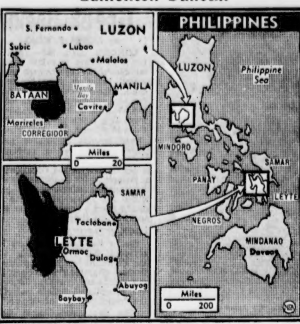 S. Fernando
LUZON
Subic
Lubao
Malolos
BATAAN
Manila
Bay
MANILA
Cavite
Marireles
CORREGIDOR
Miles
0 20
SAMAR
Tacloban
LEYTE
Ormoc
Dulag
Abuyog
Baybay
PHILIPPINES
LUZON
Philippine
Sea
MINDORO
SAMAR
PANAY
LEYTE
NEGROS
MINDANAO
Davao
Miles
0 200